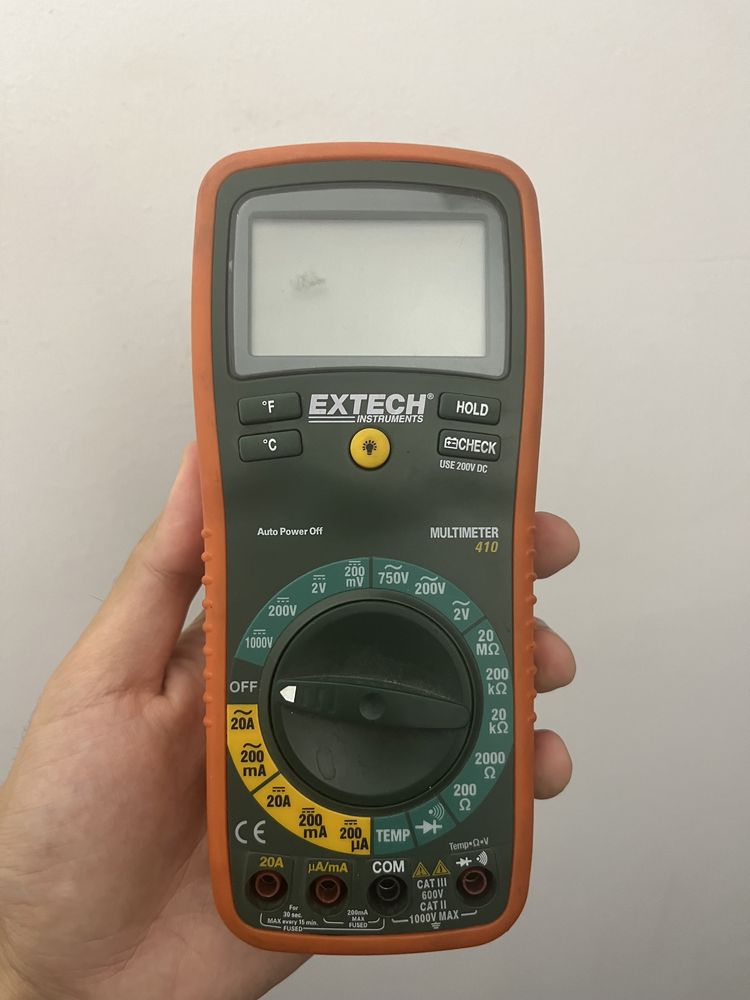 °F
EXTECH®
INSTRUMENTS
HOLD
°C
CHECK
USE 200V DC
Auto Power Off
MULTIMETER
410
OFF
1000V
200V
2V
200
mV
750V
200V
2V
20
MΩ
200
kΩ
20
kΩ
2000
Ω
200
Ω
TEMP
200
µA
200
mA
20A
200
mA
20A
CE
20A
µA/mA
COM
Temp•Ω•V
CAT III
600V
CAT II
1000V MAX
For
30 sec.
MAX every 15 min.
FUSED
200mA
MAX
FUSED